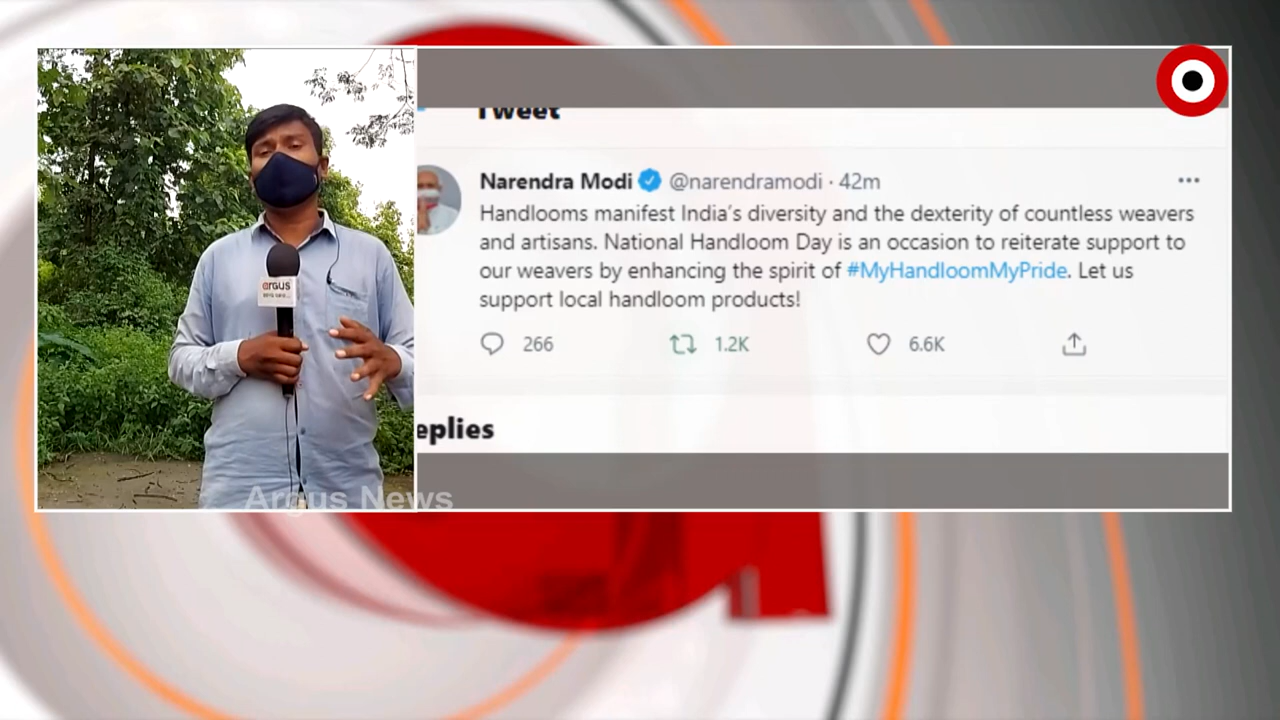 Tweet
Narendra Modi @narendramodi · 42m
Handlooms manifest India's diversity and the dexterity of countless weavers
and artisans. National Handloom Day is an occasion to reiterate support to
our weavers by enhancing the spirit of #MyHandloomMyPride. Let us
support local handloom products!
266 1.2K 6.6K
eplies
argus
Argus News